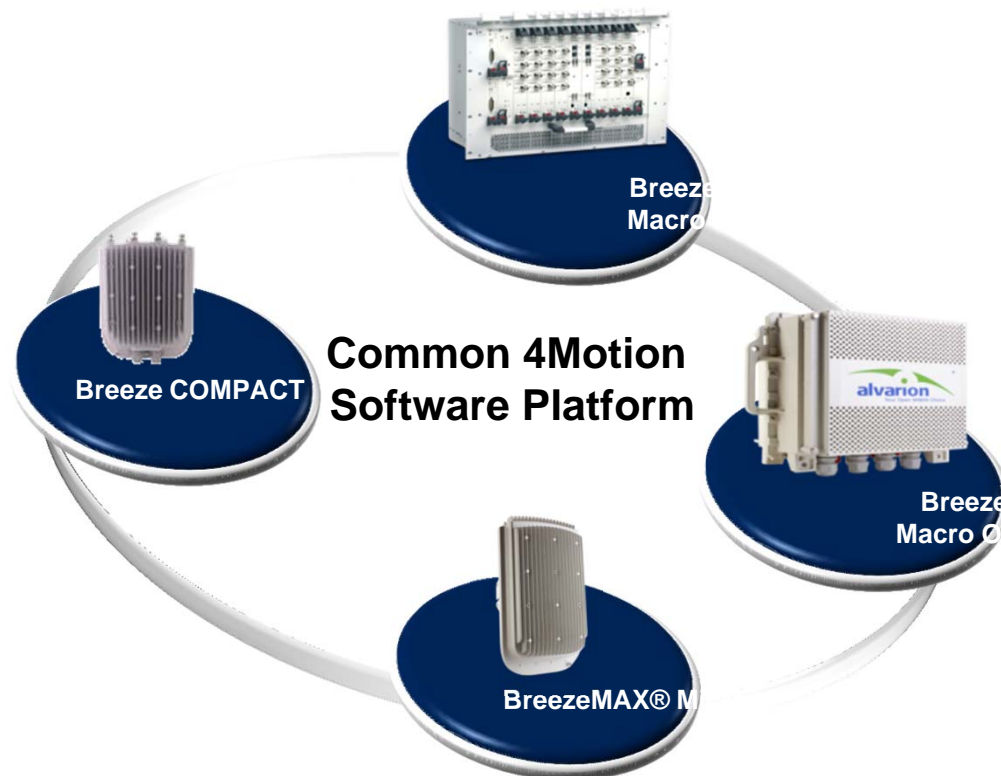 Breeze
Macro
Breeze COMPACT
Common 4Motion
Software Platform
alvarion
Breeze
Macro O
BreezeMAX® M